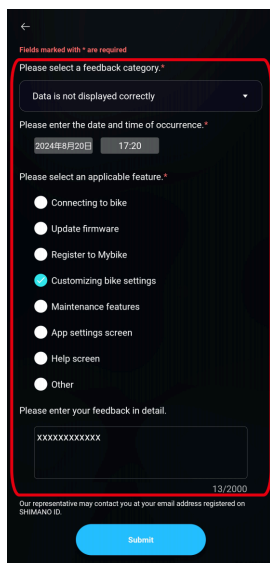 Fields marked with * are required
Please select a feedback category.*
Data is not displayed correctly
Please enter the date and time of occurrence.*
2024年8月20日 17:20
Please select an applicable feature.*
Connecting to bike
Update firmware
Register to Mybike
Customizing bike settings
Maintenance features
App settings screen
Help screen
Other
Please enter your feedback in detail.
XXXXXXXXXXXX
13/2000
Our representative may contact you at your email address registered on
SHIMANO ID.
Submit